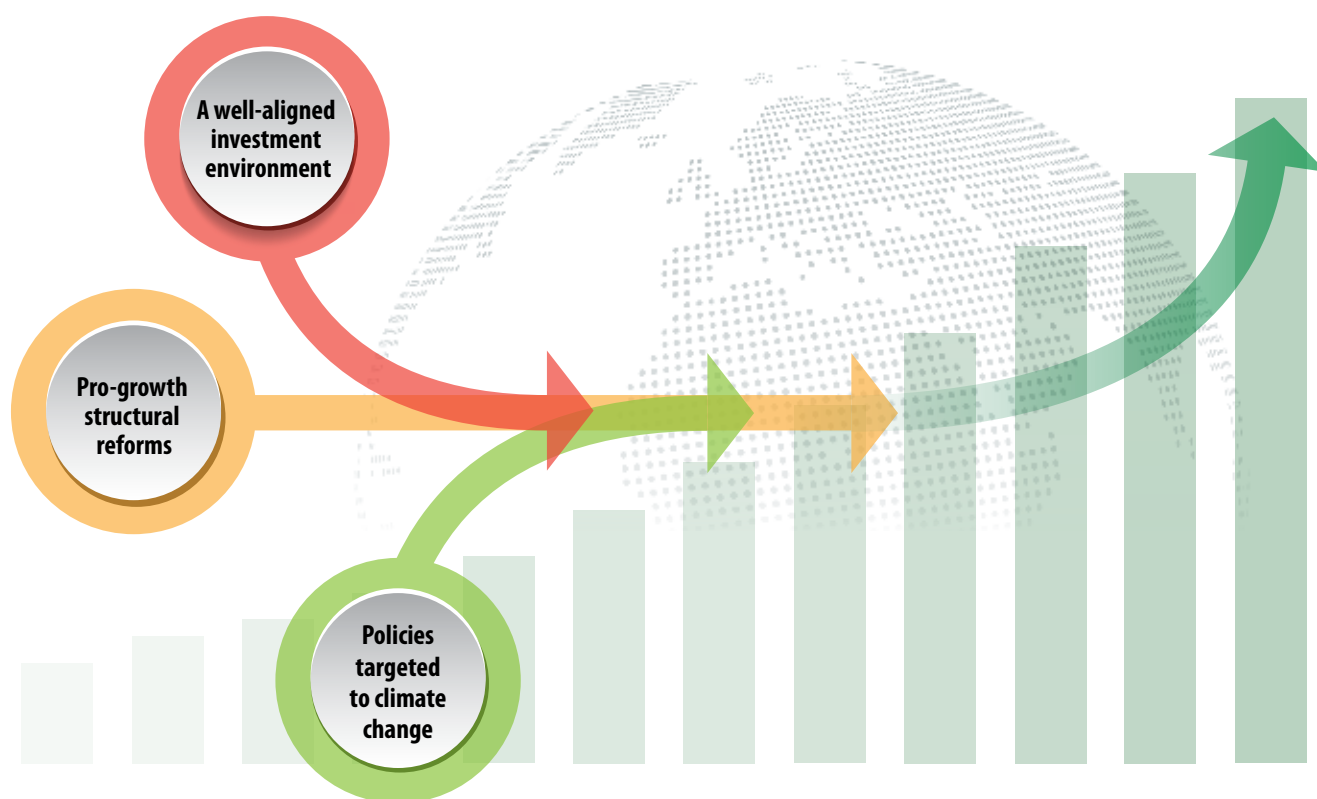 A well-aligned
investment
environment
Pro-growth
structural
reforms
Policies
targeted
to climate
change